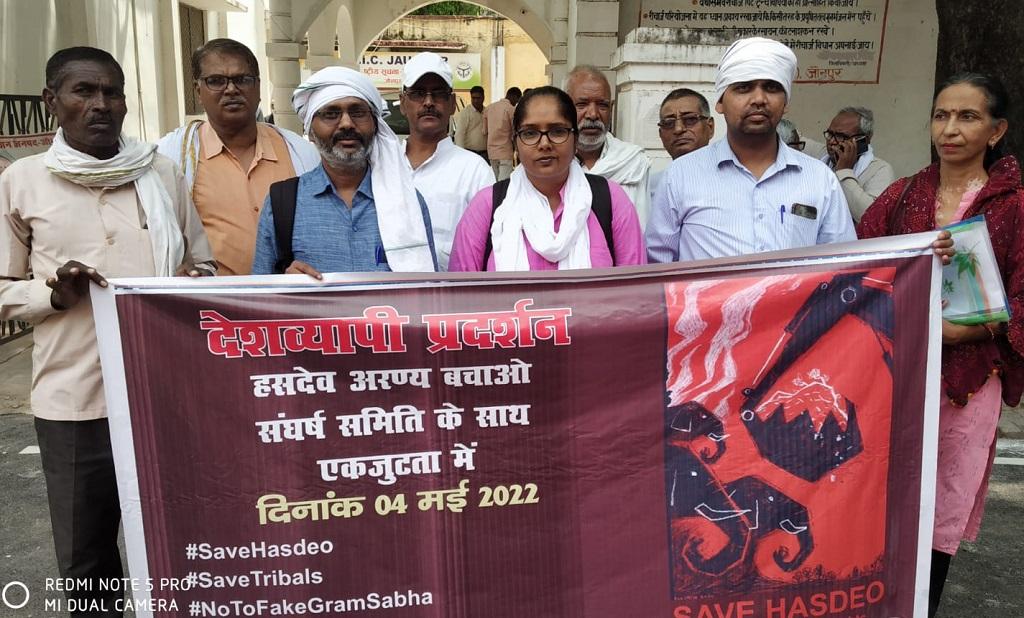 देशव्यापी प्रदर्शन
हसदेव अरण्य बचाओ
संघर्ष समिति के साथ
एकजुटता में
दिनांक 04 मई 2022
#SaveHasdeo
#SaveTribals
#NoToFakeGramSabha
SAVE HASDEO
जौनपुर
REDMI NOTE 5 PRO
MI DUAL CAMERA